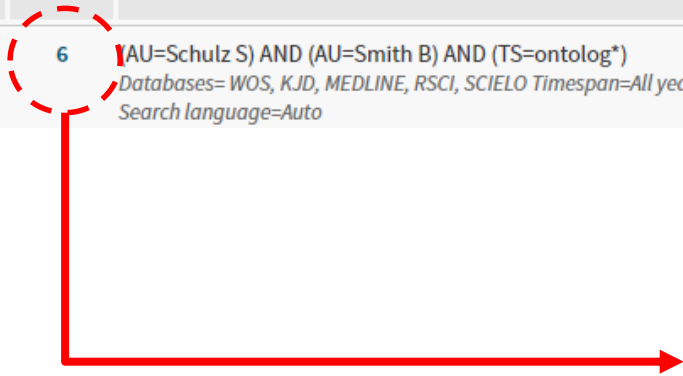 6 (AU=Schulz S) AND (AU=Smith B) AND (TS=ontolog*)
Databases= WOS, KJD, MEDLINE, RSCI, SCIELO Timespan=All
Search language=Auto